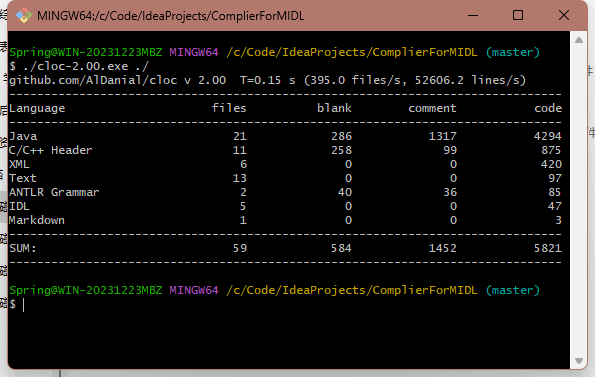 MINGW64:/c/Code/IdeaProjects/ComplierForMIDL
Spring@WIN-20231223MBZ MINGW64 /c/Code/IdeaProjects/ComplierForMIDL (master)
$ ./cloc-2.00.exe ./
github.com/AlDanial/cloc v 2.00  T=0.15 s (395.0 files/s, 52606.2 lines/s)
-------------------------------------------------------------------------------
Language                     files          blank        comment           code
-------------------------------------------------------------------------------
Java                            21            286           1317           4294
C/C++ Header                    11            258             99            875
XML                              6              0              0            420
Text                            13              0              0             97
ANTLR Grammar                    2             40             36             85
IDL                              5              0              0             47
Markdown                         1              0              0              3
-------------------------------------------------------------------------------
SUM:                            59            584           1452           5821
-------------------------------------------------------------------------------
Spring@WIN-20231223MBZ MINGW64 /c/Code/IdeaProjects/ComplierForMIDL (master)
$